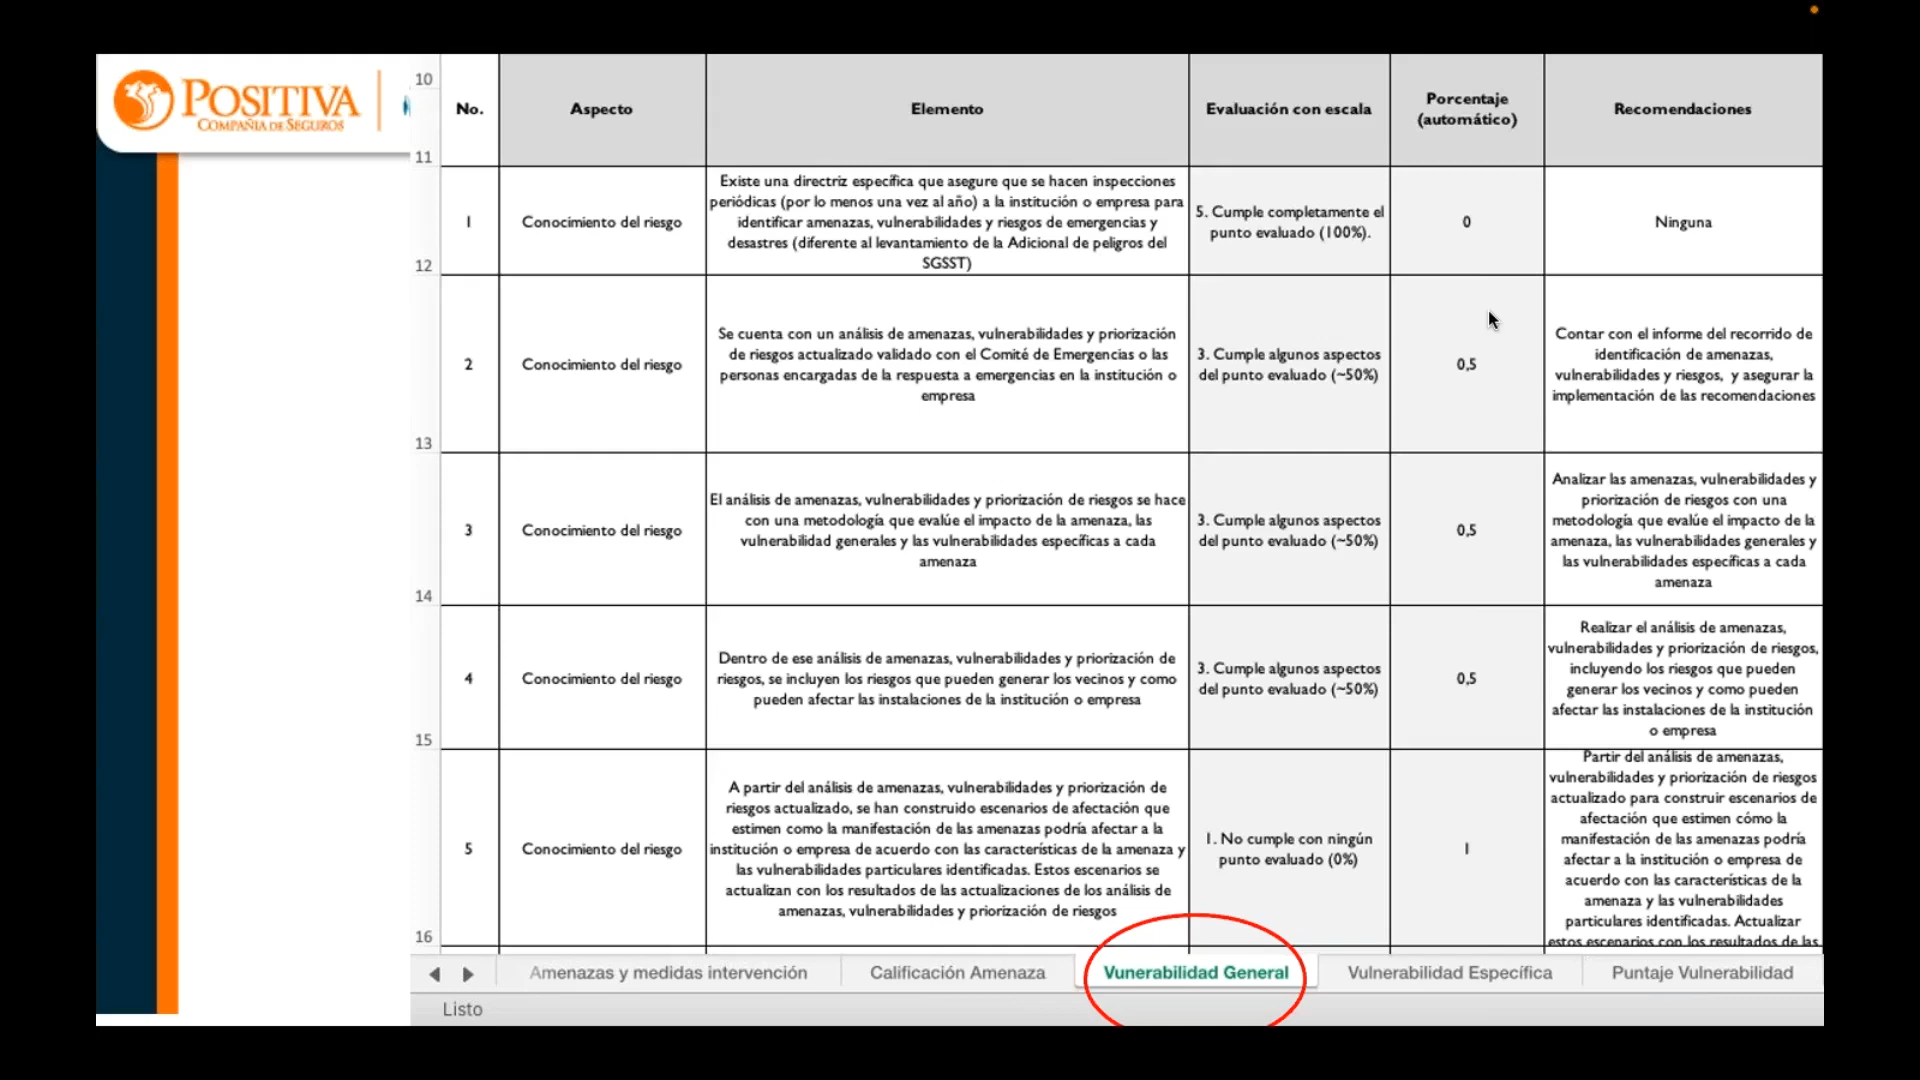 POSITIVA
COMPAÑIA DE SEGUROS
10
No.
Aspecto
Elemento
Evaluación con escala
Porcentaje
(automático)
Recomendaciones
11
1
Conocimiento del riesgo
Existe una directriz específica que asegure que se hacen inspecciones
periódicas (por lo menos una vez al año) a la institución o empresa para
identificar amenazas, vulnerabilidades y riesgos de emergencias y
desastres (diferente al levantamiento de la Adicional de peligros del
SGSST)
5. Cumple completamente el
punto evaluado (100%).
0
Ninguna
12
2
Conocimiento del riesgo
Se cuenta con un análisis de amenazas, vulnerabilidades y priorización
de riesgos actualizado validado con el Comité de Emergencias o las
personas encargadas de la respuesta a emergencias en la institución o
empresa
3. Cumple algunos aspectos
del punto evaluado (~50%)
0,5
Contar con el informe del recorrido de
identificación de amenazas,
vulnerabilidades y riesgos, y asegurar la
implementación de las recomendaciones
13
3
Conocimiento del riesgo
El análisis de amenazas, vulnerabilidades y priorización de riesgos se hace
con una metodología que evalúe el impacto de la amenaza, las
vulnerabilidad generales y las vulnerabilidades específicas a cada
amenaza
3. Cumple algunos aspectos
del punto evaluado (~50%)
0,5
Analizar las amenazas, vulnerabilidades y
priorización de riesgos con una
metodología que evalúe el impacto de la
amenaza, las vulnerabilidades generales y
las vulnerabilidades específicas a cada
amenaza
14
4
Conocimiento del riesgo
Dentro de ese análisis de amenazas, vulnerabilidades y priorización de
riesgos, se incluyen los riesgos que pueden generar los vecinos y como
pueden afectar las instalaciones de la institución o empresa
3. Cumple algunos aspectos
del punto evaluado (~50%)
0,5
Realizar el análisis de amenazas,
vulnerabilidades y priorización de riesgos,
incluyendo los riesgos que pueden
generar los vecinos y como pueden
afectar las instalaciones de la institución
o empresa
15
5
Conocimiento del riesgo
A partir del análisis de amenazas, vulnerabilidades y priorización de
riesgos actualizado, se han construido escenarios de afectación que
estimen como la manifestación de las amenazas podría afectar a la
institución o empresa de acuerdo con las características de la amenaza y
las vulnerabilidades particulares identificadas. Estos escenarios se
actualizan con los resultados de las actualizaciones de los análisis de
amenazas, vulnerabilidades y priorización de riesgos
1. No cumple con ningún
punto evaluado (0%)
1
Partir del análisis de amenazas,
vulnerabilidades y priorización de riesgos
actualizado para construir escenarios de
afectación que estimen cómo la
manifestación de las amenazas podría
afectar a la institución o empresa de
acuerdo con las características de la
amenaza y las vulnerabilidades
particulares identificadas. Actualizar
estos escenarios con los resultados de las
16
Amenazas y medidas intervención
Calificación Amenaza
Vunerabilidad General
Vulnerabilidad Específica
Puntaje Vulnerabilidad
Listo